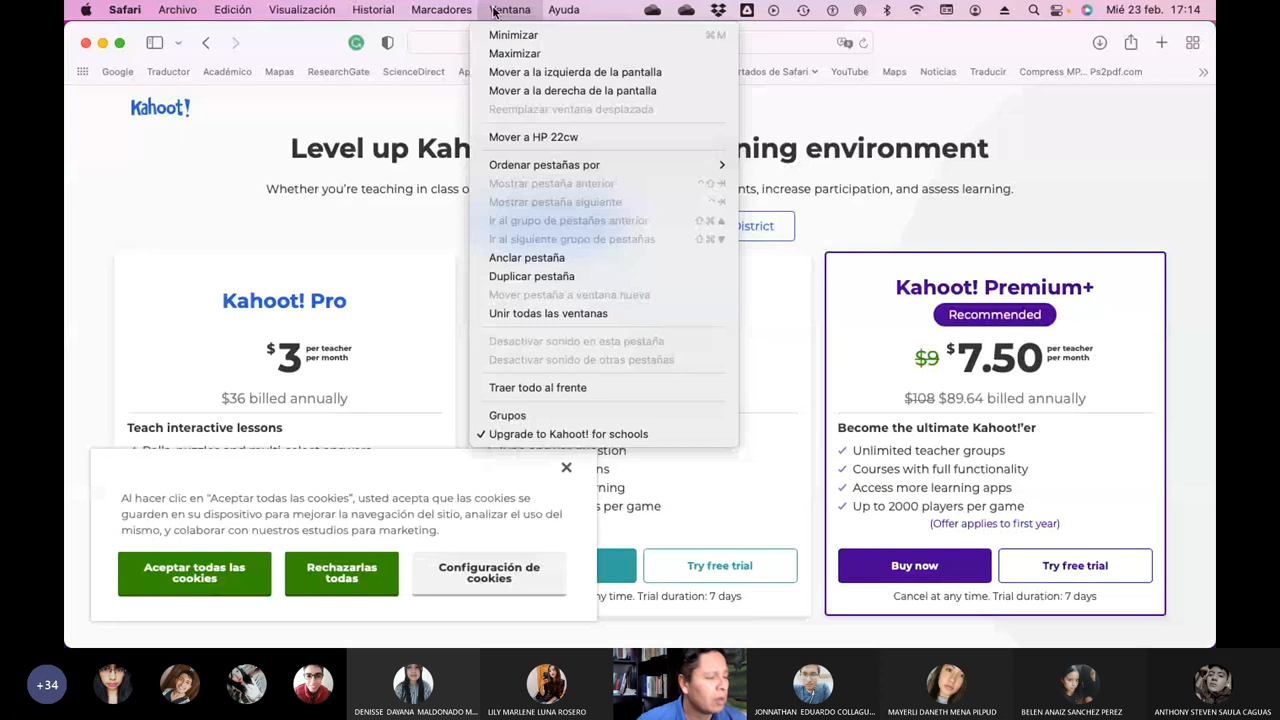 Safari Archivo Edición Visualización Historial Marcadores Ventana Ayuda Mié 23 feb. 17:14
Google Traductor Académico Mapas ResearchGate ScienceDirect YouTube Maps Noticias Traducir Compress MP... Ps2pdf.com
Minimizar ⌘M
Maximizar
Mover a la izquierda de la pantalla
Mover a la derecha de la pantalla
Reemplazar ventana desplazada
Mover a HP 22cw
Ordenar pestañas por
Mostrar pestaña anterior
Mostrar pestaña siguiente
Ir al grupo de pestañas anterior
Ir al siguiente grupo de pestañas
Anclar pestaña
Duplicar pestaña
Mover pestaña a ventana nueva
Unir todas las ventanas
Desactivar sonido en esta pestaña
Desactivar sonido de otras pestañas
Traer todo al frente
Grupos
✓ Upgrade to Kahoot! for schools
Kahoot!
Level up Kah ning environment
Whether you're teaching in class o nts, increase participation, and assess learning.
District
Kahoot! Pro
$3 per teacher
per month
$36 billed annually
Teach interactive lessons
Kahoot! Premium+
Recommended
$9 $7.50 per teacher
per month
$108 $89.64 billed annually
Become the ultimate Kahoot!'er
✓ Unlimited teacher groups
✓ Courses with full functionality
✓ Access more learning apps
✓ Up to 2000 players per game
(Offer applies to first year)
Buy now Try free trial
Cancel at any time. Trial duration: 7 days
s per game
Try free trial
ny time. Trial duration: 7 days
Al hacer clic en "Aceptar todas las cookies", usted acepta que las cookies se
guarden en su dispositivo para mejorar la navegación del sitio, analizar el uso del
mismo, y colaborar con nuestros estudios para marketing.
Aceptar todas las
cookies
Rechazarlas
todas
Configuración de
cookies
+34
DENISSE DAYANA MALDONADO M...
LILY MARLENE LUNA ROSERO
JONNATHAN EDUARDO COLLAGU...
MAYERLI DANETH MENA PILPUD
BELEN ANAIZ SANCHEZ PEREZ
ANTHONY STEVEN SAULA CAGUAS